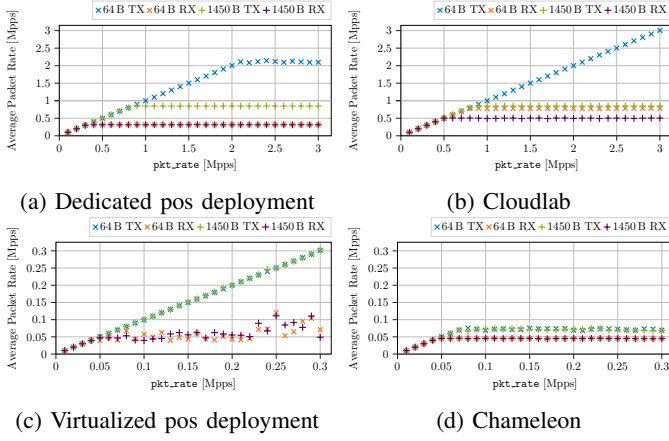 64 B TX 64 B RX 1450 B TX 1450 B RX
Average Packet Rate [Mpps]
3
2.5
2
1.5
1
0.5
0
0 0.5 1 1.5 2 2.5 3
pkt_rate [Mpps]
(a) Dedicated pos deployment
64 B TX 64 B RX 1450 B TX 1450 B RX
Average Packet Rate [Mpps]
3
2.5
2
1.5
1
0.5
0
0 0.5 1 1.5 2 2.5 3
pkt_rate [Mpps]
(b) Cloudlab
64 B TX 64 B RX 1450 B TX 1450 B RX
Average Packet Rate [Mpps]
0.3
0.25
0.2
0.15
0.1
0.05
0
0 0.05 0.10 0.15 0.20 0.25 0.30
pkt_rate [Mpps]
(c) Virtualized pos deployment
64 B TX 64 B RX 1450 B TX 1450 B RX
Average Packet Rate [Mpps]
0.3
0.25
0.2
0.15
0.1
0.05
0
0 0.05 0.1 0.15 0.2 0.25 0.3
pkt_rate [Mpps]
(d) Chameleon